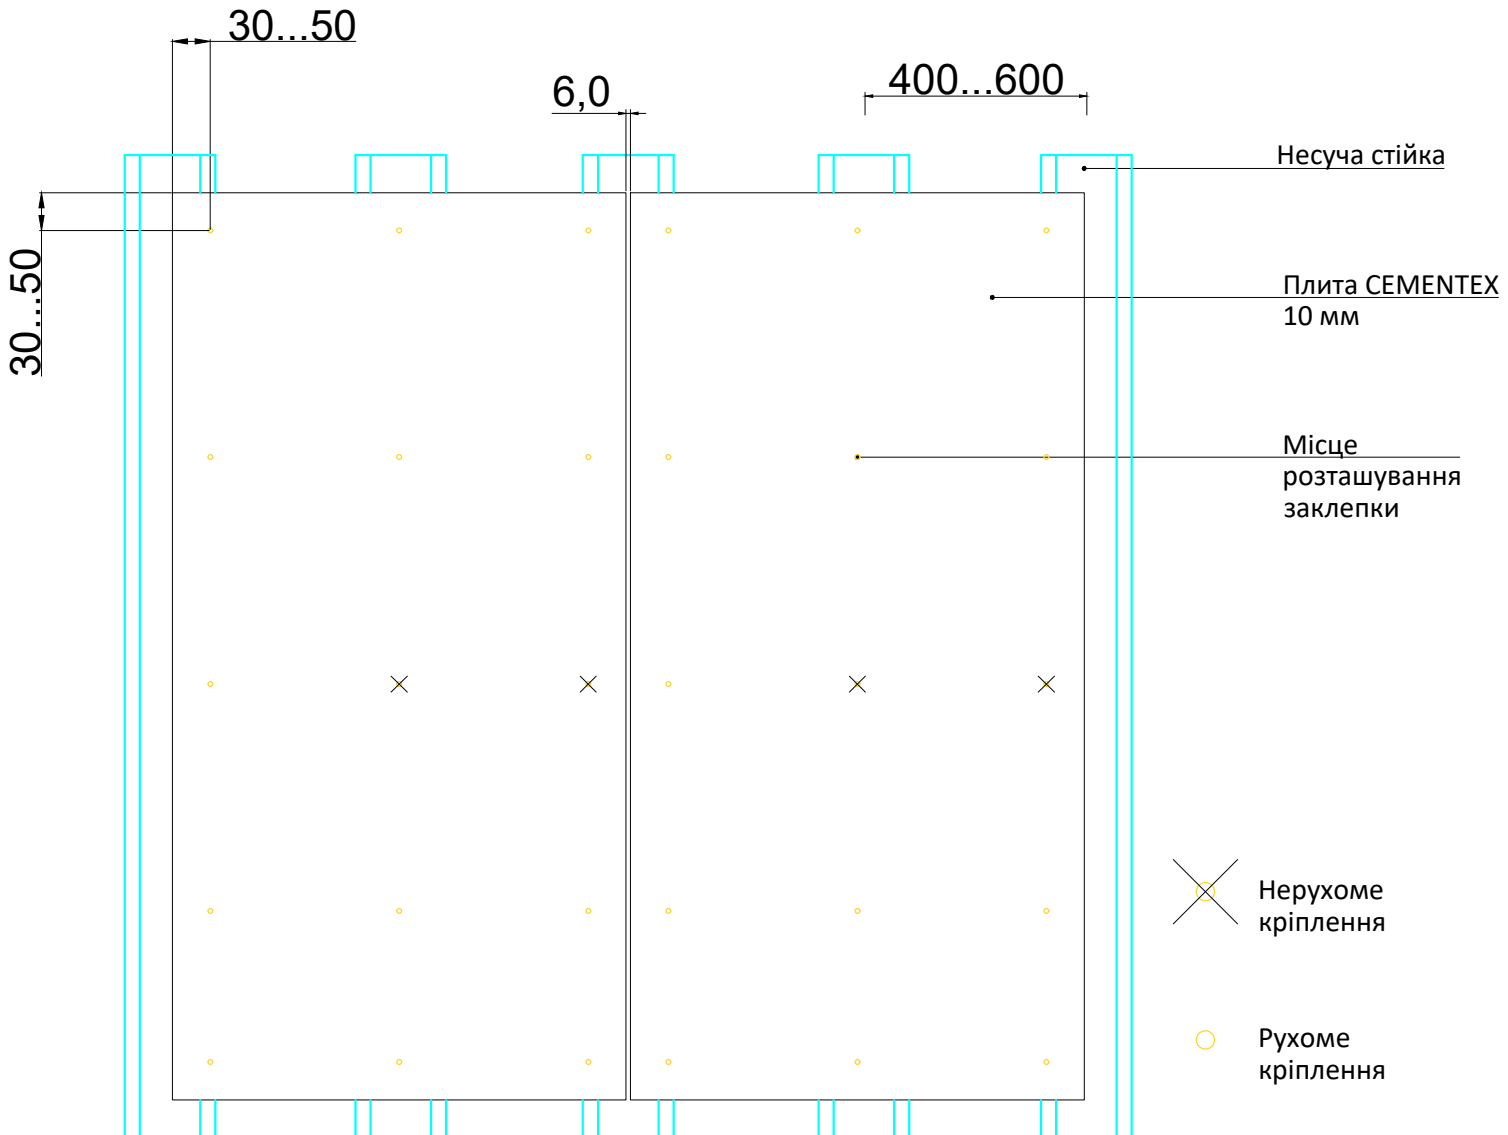 30...50
6,0
400...600
Несуча стійка
30...50
Плита CEMENTEX
10 мм
Місце
розташування
заклепки
Нерухоме
кріплення
Рухоме
кріплення